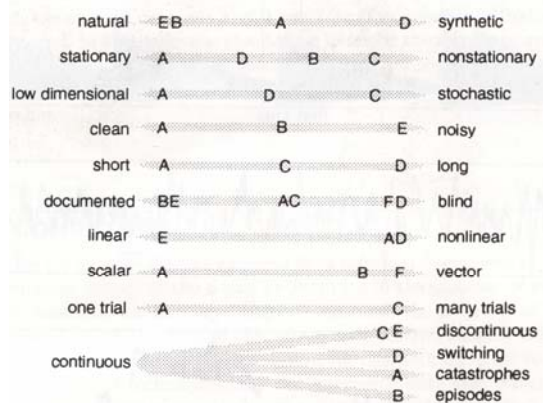 natural EB A D synthetic
stationary A D B C nonstationary
low dimensional A D C stochastic
clean A B E noisy
short A C D long
documented BE AC FD blind
linear E AD nonlinear
scalar A B F vector
one trial A C many trials
C E discontinuous
continuous D switching
A catastrophes
B episodes